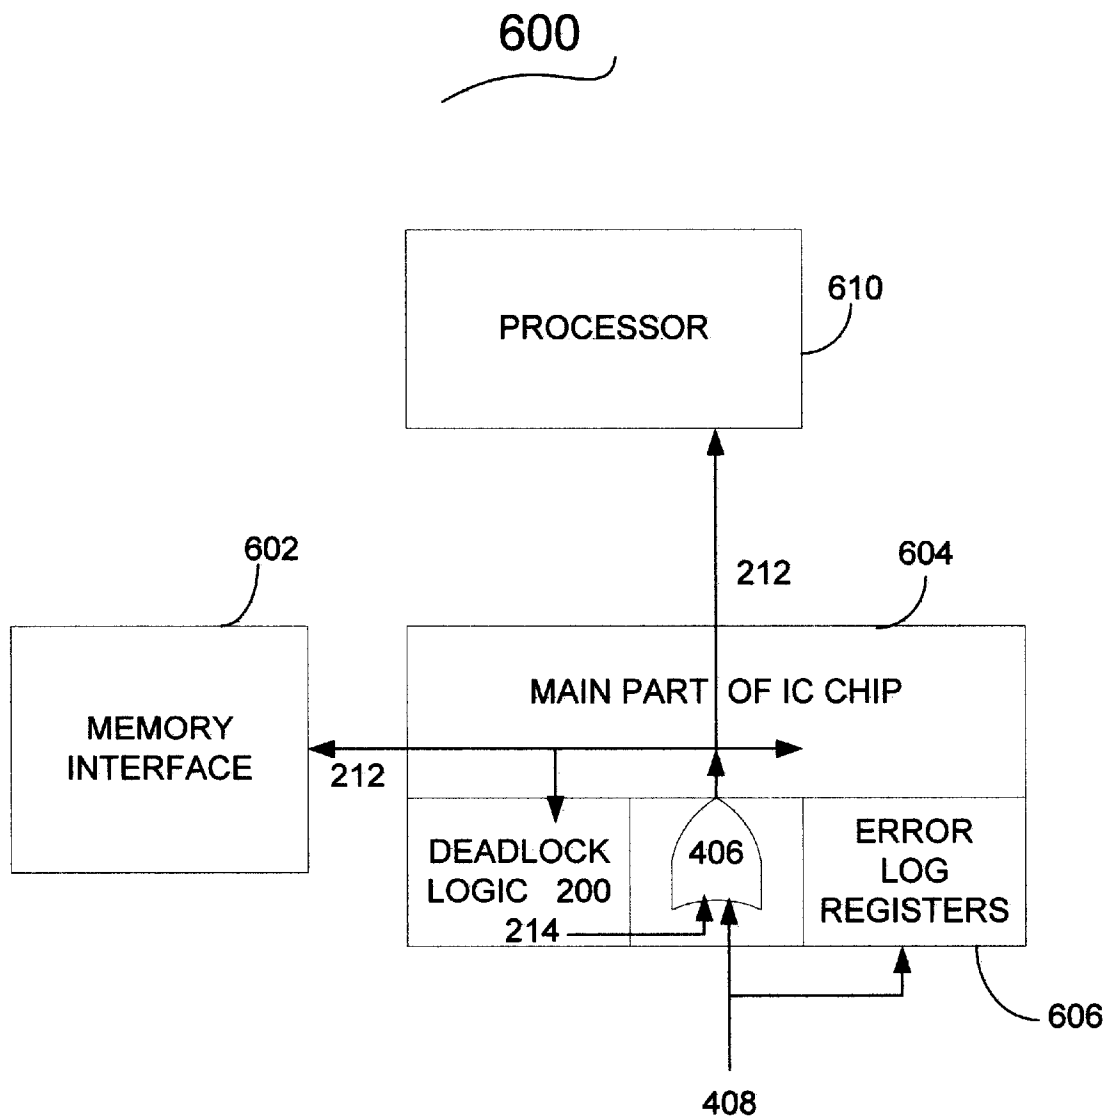 600
PROCESSOR
610
602
212
604
MAIN PART OF IC CHIP
MEMORY
INTERFACE
212
DEADLOCK
LOGIC 200
214
406
ERROR
LOG
REGISTERS
606
408